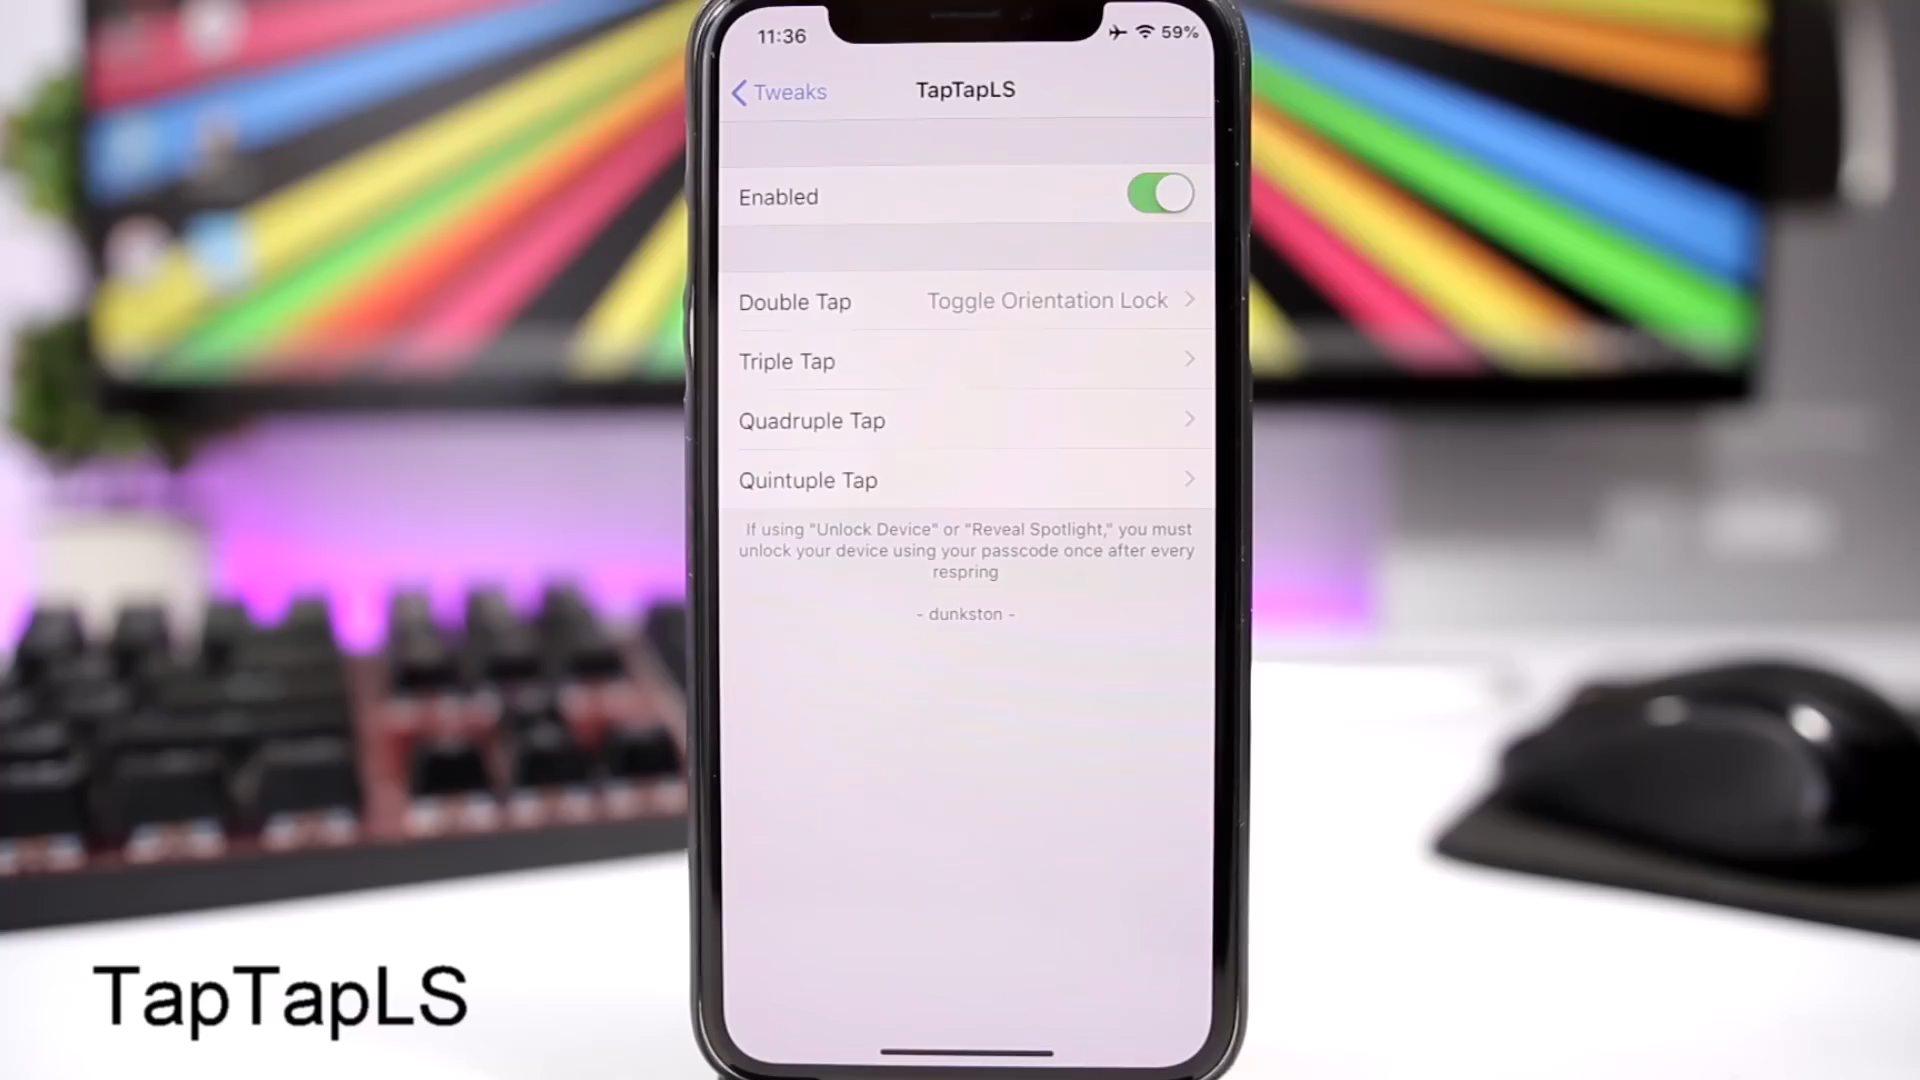 11:36 59%
Tweaks TapTapLS
Enabled
Double Tap Toggle Orientation Lock
Triple Tap
Quadruple Tap
Quintuple Tap
If using "Unlock Device" or "Reveal Spotlight," you must
unlock your device using your passcode once after every
respring
- dunkston -
TapTapLS